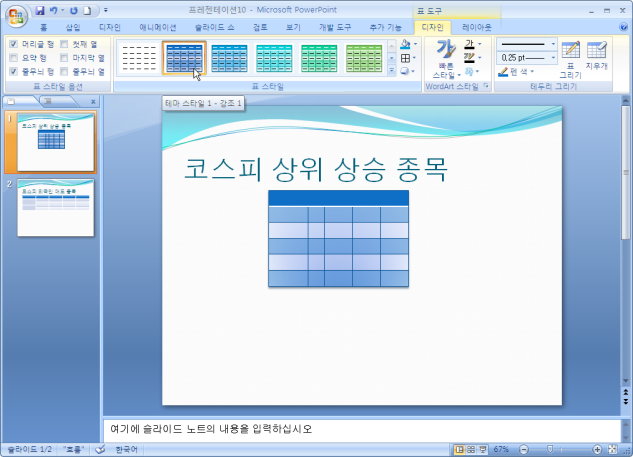 프레젠테이션10 - Microsoft PowerPoint
표 도구
홈 삽입 디자인 애니메이션 슬라이드 쇼 검토 보기 개발 도구 추가 기능 디자인 레이아웃
머리글 행 첫째 열
요약 행 마지막 열
줄무늬 행 줄무늬 열
표 스타일 옵션
표 스타일
빠른
스타일
WordArt 스타일
0.25 pt
펜 색
표
그리기
지우개
테두리 그리기
테마 스타일 1 - 강조 1
1
코스피 상위 상승 종목
2
코스피 상위 상승 종목
여기에 슬라이드 노트의 내용을 입력하십시오
슬라이드 1/2 "흐름" 한국어 67%